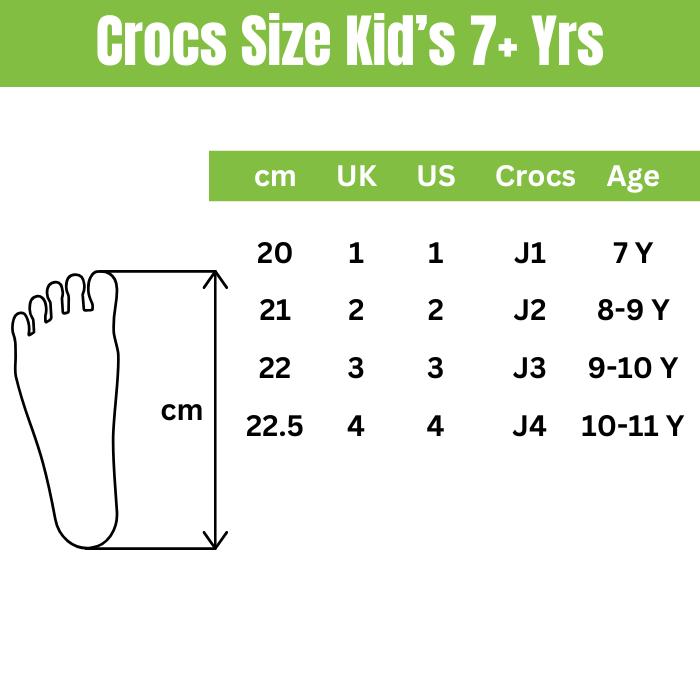 Crocs Size Kid’s 7+ Yrs
cm UK US Crocs Age
20 1 1 J1 7 Y
21 2 2 J2 8-9 Y
22 3 3 J3 9-10 Y
cm
22.5 4 4 J4 10-11 Y